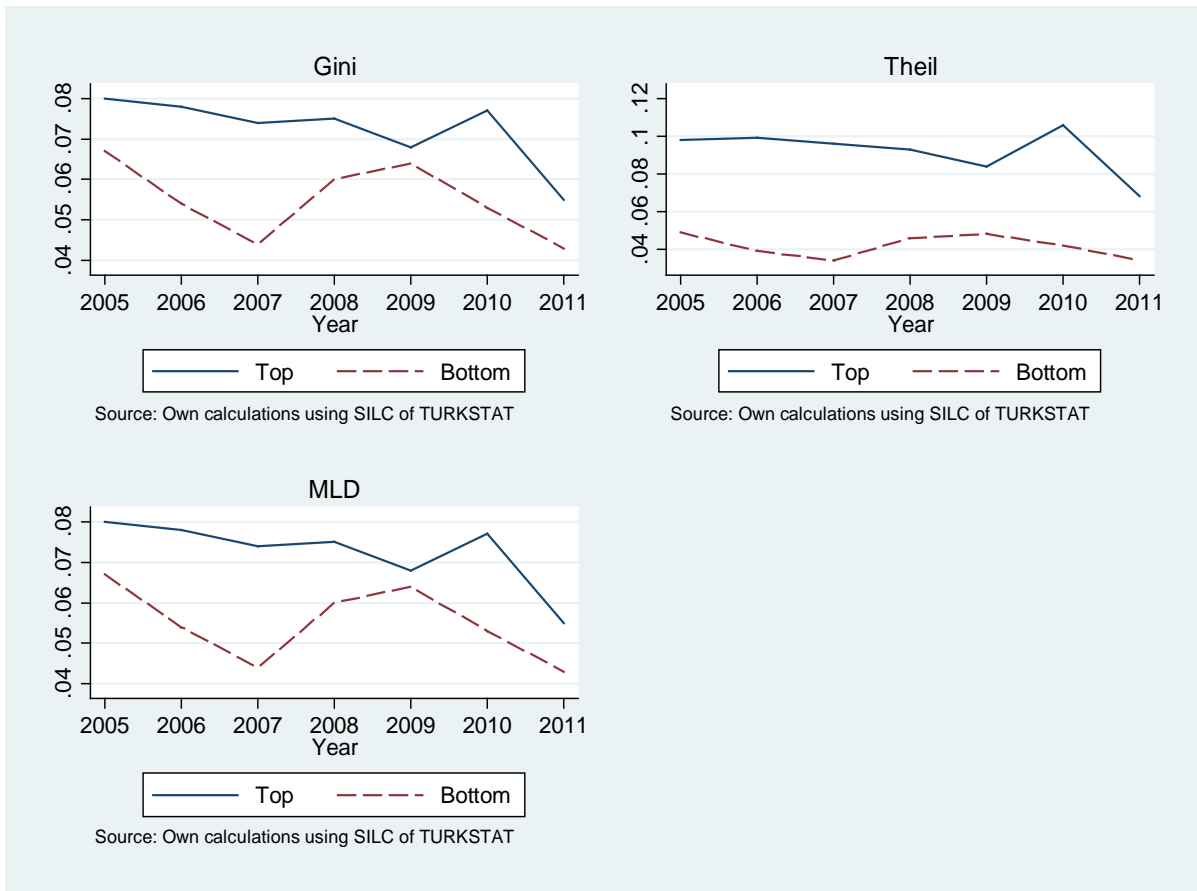 Gini
.08
.07
.06
.05
.04
2005 2006 2007 2008 2009 2010 2011
Year
Top Bottom
Source: Own calculations using SILC of TURKSTAT
Theil
.12
.1
.08
.06
.04
2005 2006 2007 2008 2009 2010 2011
Year
Top Bottom
Source: Own calculations using SILC of TURKSTAT
MLD
.08
.07
.06
.05
.04
2005 2006 2007 2008 2009 2010 2011
Year
Top Bottom
Source: Own calculations using SILC of TURKSTAT